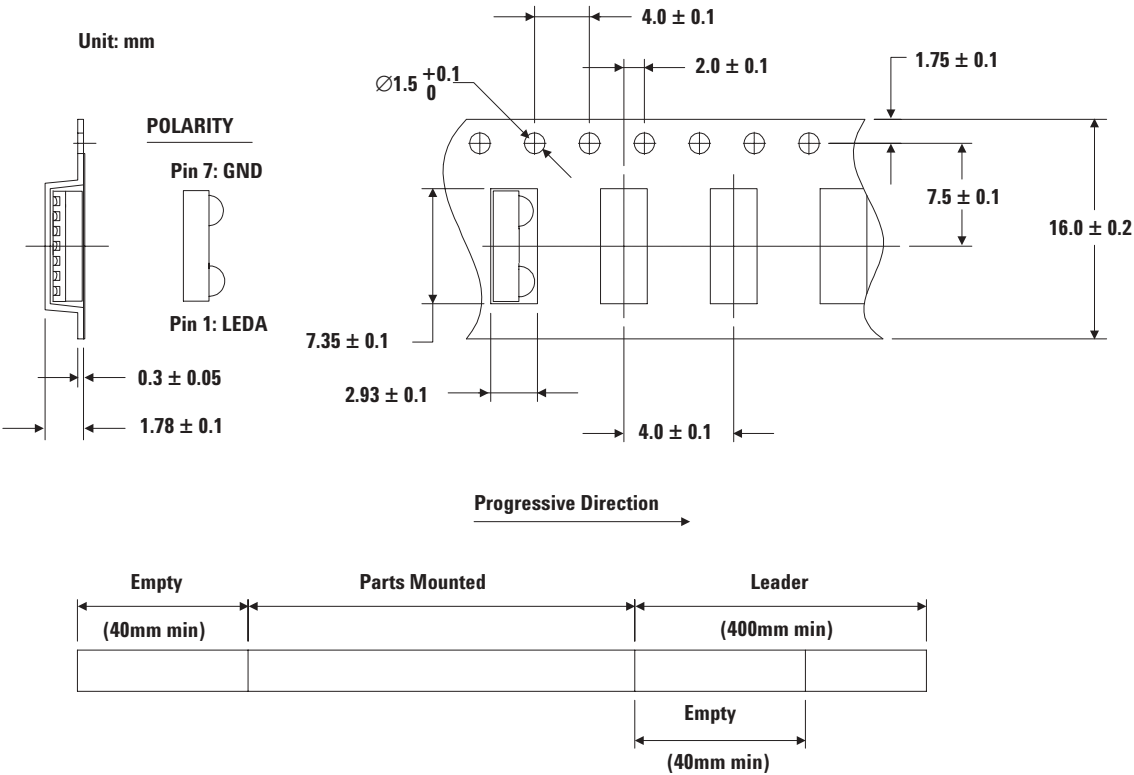 Unit: mm
4.0 ± 0.1
2.0 ± 0.1
1.75 ± 0.1
∅1.5 +0.1
0
POLARITY
Pin 7: GND
7.5 ± 0.1
16.0 ± 0.2
Pin 1: LEDA
7.35 ± 0.1
0.3 ± 0.05
2.93 ± 0.1
1.78 ± 0.1
4.0 ± 0.1
Progressive Direction
Empty
Parts Mounted
Leader
(40mm min)
(400mm min)
Empty
(40mm min)